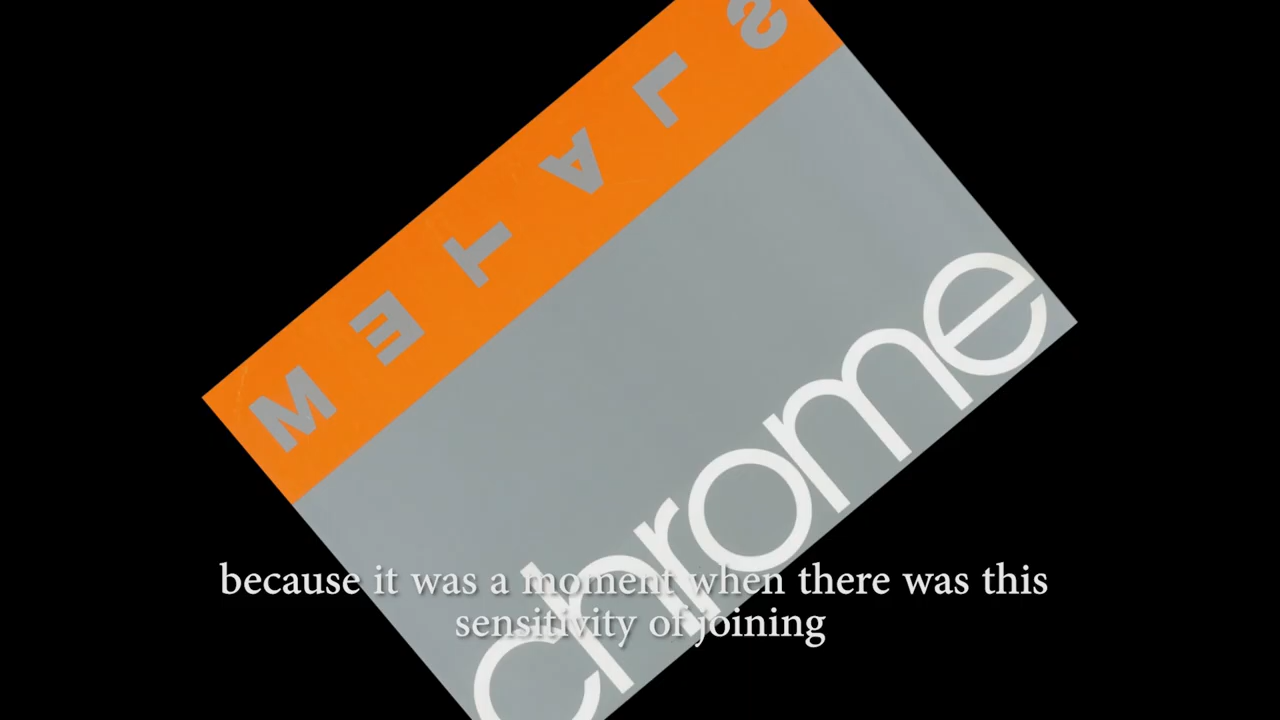 METALS
chrome
because it was a moment when there was this
sensitivity of joining